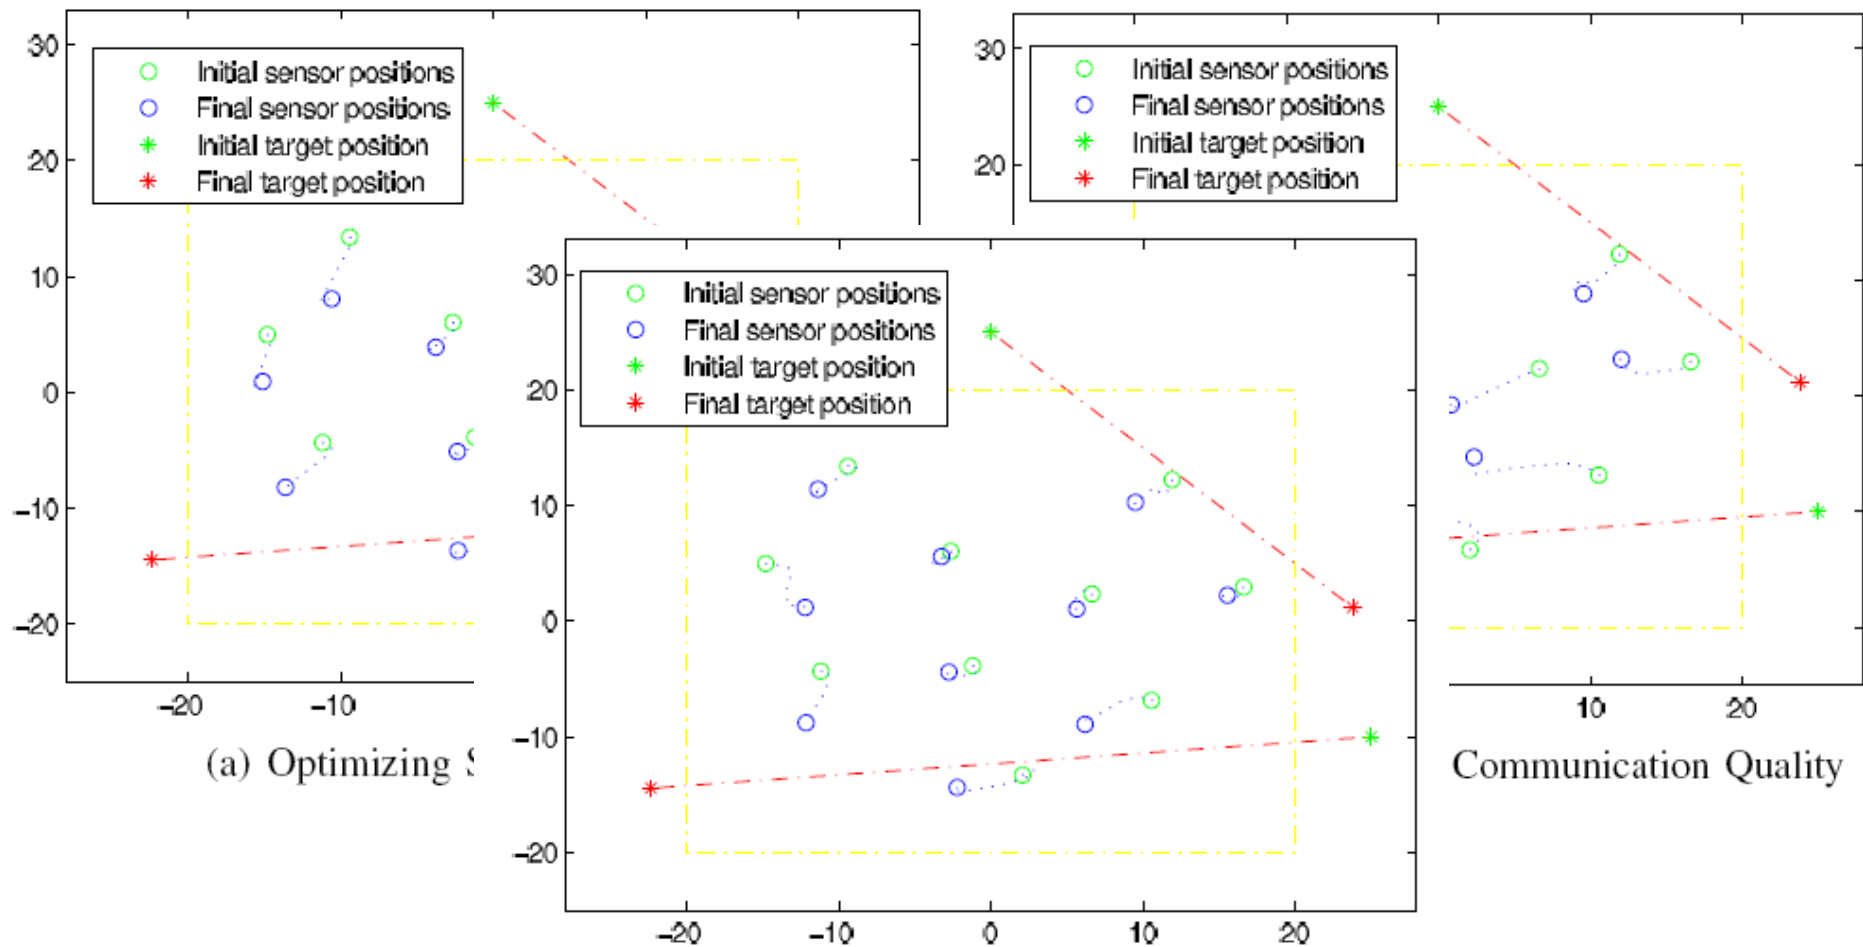 30
20
10
0
−10
−20
−20
−10
Initial sensor positions
Final sensor positions
Initial target position
Final target position
(a) Optimizing S
30
20
Initial sensor positions
Final sensor positions
Initial target position
Final target position
10
20
Communication Quality
30
20
10
0
−10
−20
−20
−10
0
10
20
Initial sensor positions
Final sensor positions
Initial target position
Final target position